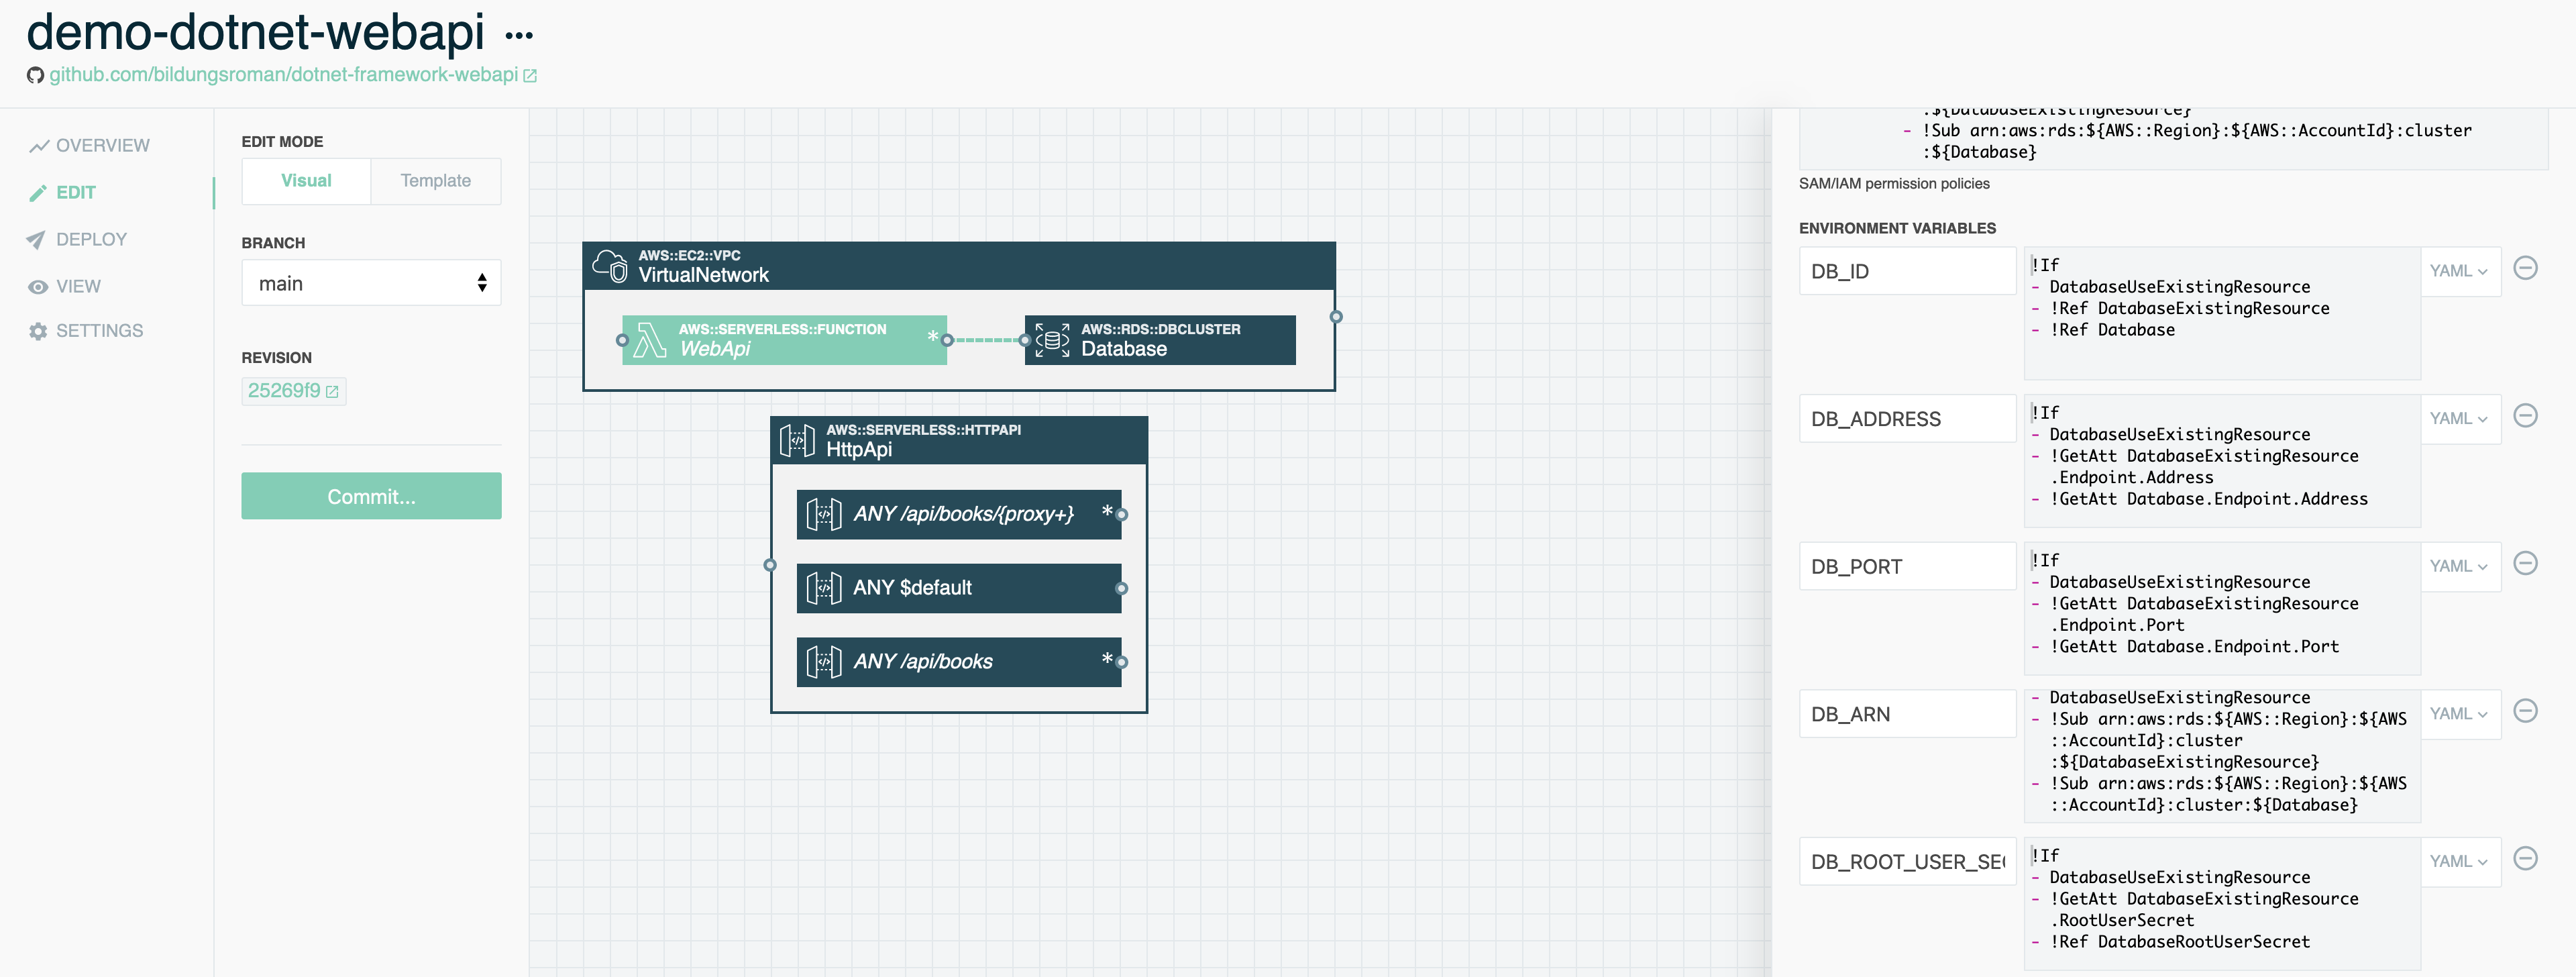 demo-dotnet-webapi ...
github.com/bildungsroman/dotnet-framework-webapi
OVERVIEW
EDIT
DEPLOY
VIEW
SETTINGS
EDIT MODE
Visual
Template
BRANCH
main
REVISION
25269f9
Commit...
AWS::EC2::VPC
VirtualNetwork
AWS::SERVERLESS::FUNCTION
WebApi
*
AWS::RDS::DBCLUSTER
Database
AWS::SERVERLESS::HTTPAPI
HttpApi
ANY /api/books/{proxy+} *
ANY $default
ANY /api/books *
:${DatabaseExistingResource}
- !Sub arn:aws:rds:${AWS::Region}:${AWS::AccountId}:cluster
:${Database}
SAM/IAM permission policies
ENVIRONMENT VARIABLES
DB_ID
!If
- DatabaseUseExistingResource
- !Ref DatabaseExistingResource
- !Ref Database
YAML
DB_ADDRESS
!If
- DatabaseUseExistingResource
- !GetAtt DatabaseExistingResource
.Endpoint.Address
- !GetAtt Database.Endpoint.Address
YAML
DB_PORT
!If
- DatabaseUseExistingResource
- !GetAtt DatabaseExistingResource
.Endpoint.Port
- !GetAtt Database.Endpoint.Port
YAML
DB_ARN
- DatabaseUseExistingResource
- !Sub arn:aws:rds:${AWS::Region}:${AWS
::AccountId}:cluster
:${DatabaseExistingResource}
- !Sub arn:aws:rds:${AWS::Region}:${AWS
::AccountId}:cluster:${Database}
YAML
DB_ROOT_USER_SE
!If
- DatabaseUseExistingResource
- !GetAtt DatabaseExistingResource
.RootUserSecret
- !Ref DatabaseRootUserSecret
YAML